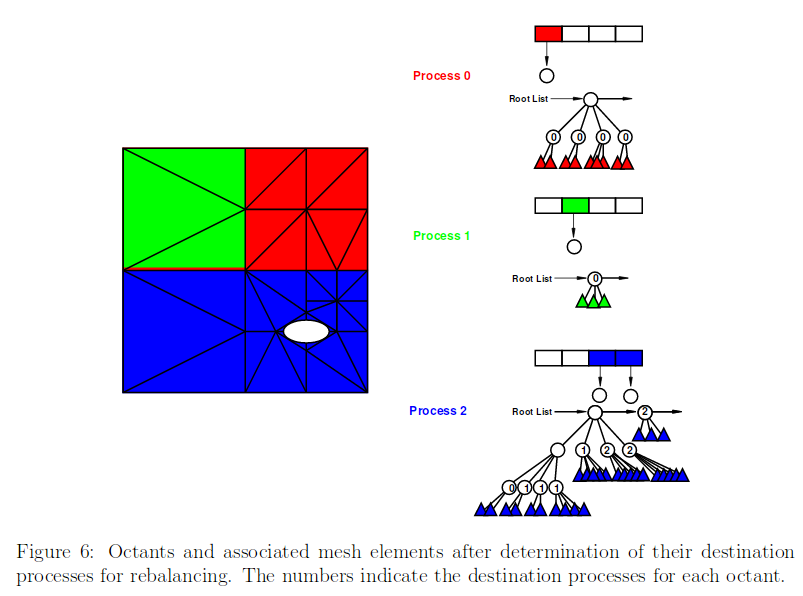 Process 0
Root List
0 0 0 0
Process 1
Root List 0
Process 2
Root List 2
1 2 2
0 1 1 1
Figure 6: Octants and associated mesh elements after determination of their destination
processes for rebalancing. The numbers indicate the destination processes for each octant.